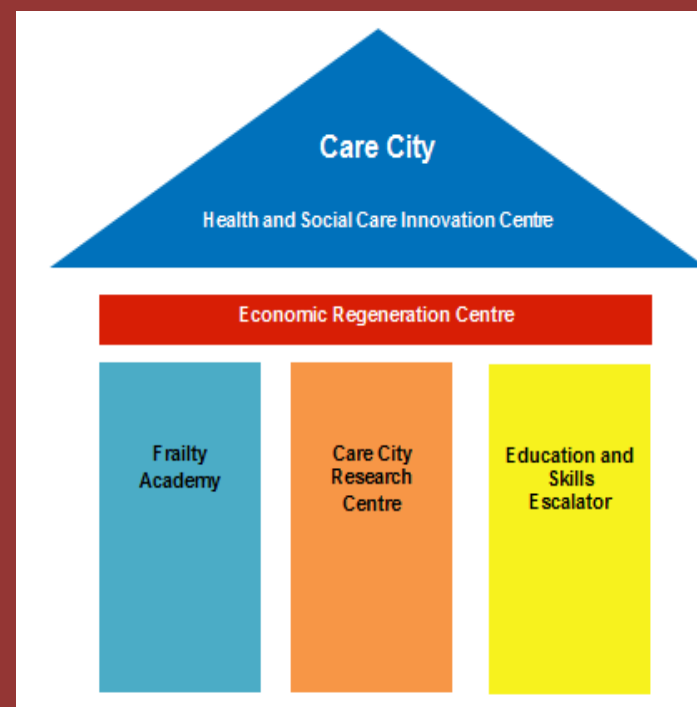 Care City
Health and Social Care Innovation Centre
Economic Regeneration Centre
Frailty
Academy
Care City
Research
Centre
Education and
Skills
Escalator